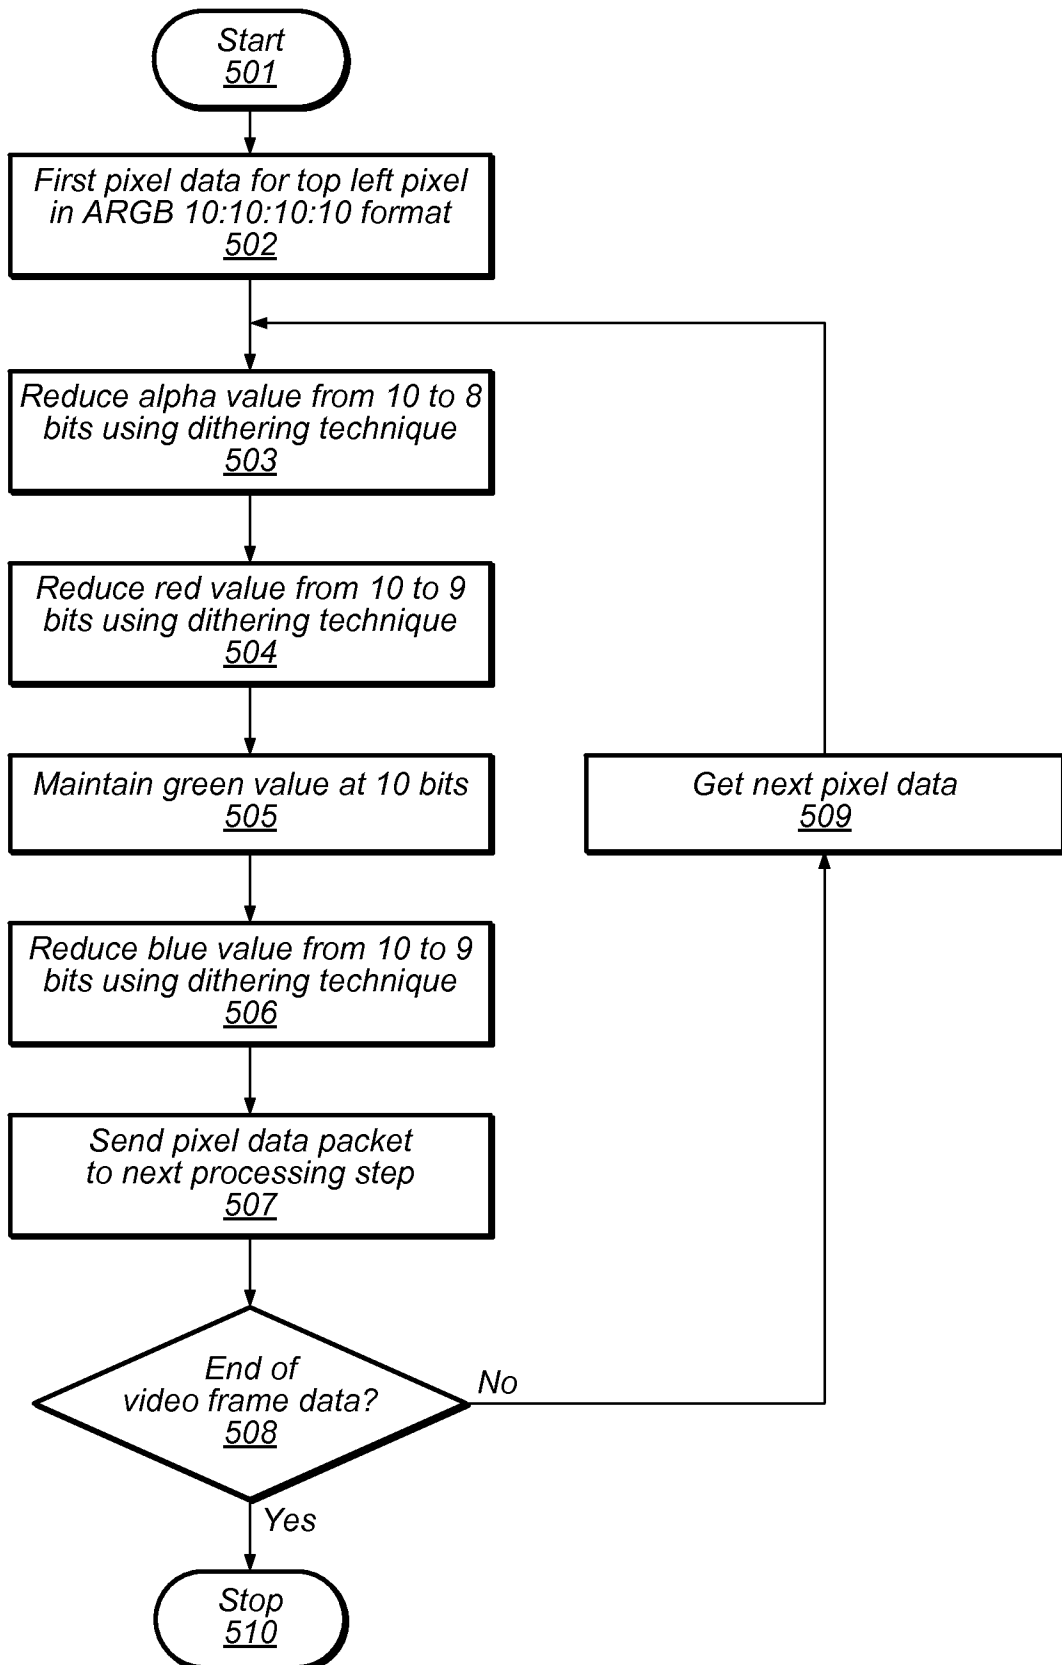 Start
501
First pixel data for top left pixel
in ARGB 10:10:10:10 format
502
Reduce alpha value from 10 to 8
bits using dithering technique
503
Reduce red value from 10 to 9
bits using dithering technique
504
Maintain green value at 10 bits
505
Get next pixel data
509
Reduce blue value from 10 to 9
bits using dithering technique
506
Send pixel data packet
to next processing step
507
End of
video frame data?
508
No
Yes
Stop
510